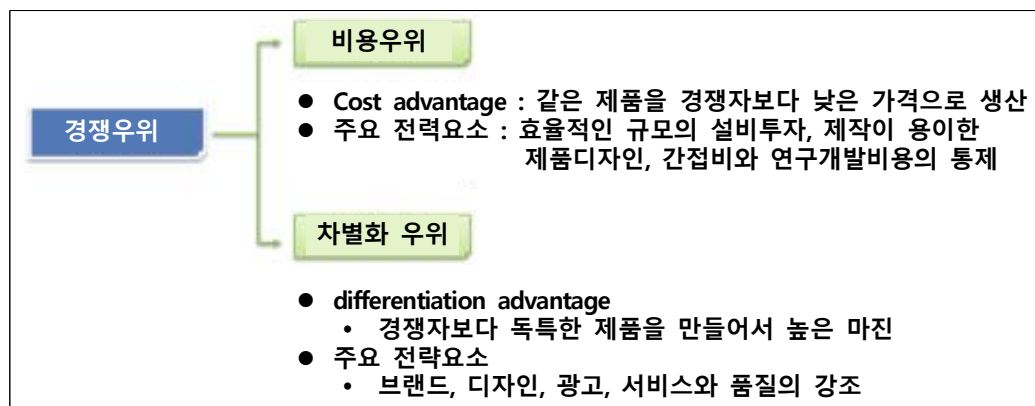 비용우위
● Cost advantage : 같은 제품을 경쟁자보다 낮은 가격으로 생산
● 주요 전력요소 : 효율적인 규모의 설비투자, 제작이 용이한
제품디자인, 간접비와 연구개발비용의 통제
경쟁우위
차별화 우위
● differentiation advantage
• 경쟁자보다 독특한 제품을 만들어서 높은 마진
● 주요 전략요소
• 브랜드, 디자인, 광고, 서비스와 품질의 강조